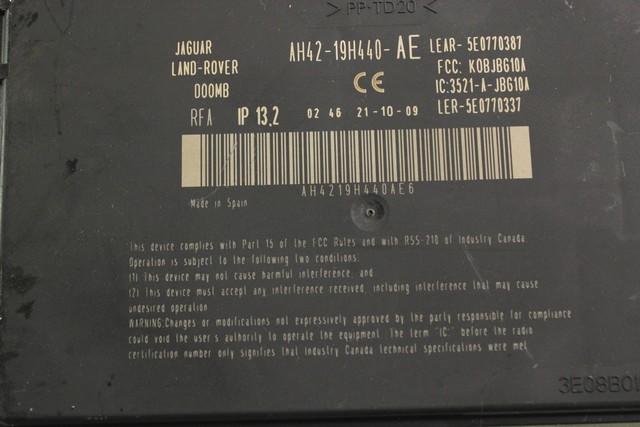 > PP-TD20 <
JAGUAR
LAND-ROVER
DOOMB
AH42-19H440-AE
LEAR- 5E0770387
FCC: KOBJBG10A
IC:3521-A-JBG10A
LER-5E0770337
CE
RFA IP 13.2 02 46 21-10-09
AH4219H440AE6
Made in Spain
This device complies with Part 15 of the FCC Rules and with RSS-210 of Industry Canada
Operation is subject to the following two conditions:
(1) This device may not cause harmful interference, and
(2) This device must accept any interference received, including interference that may cause
undesired operation
WARNING:Changes or modifications not expressively approved by the party responsible for compliance
could void the user's authority to operate the equipment. The term "IC:" before the radio
certification number only signifies that Industry Canada technical specifications were met
3E08B01